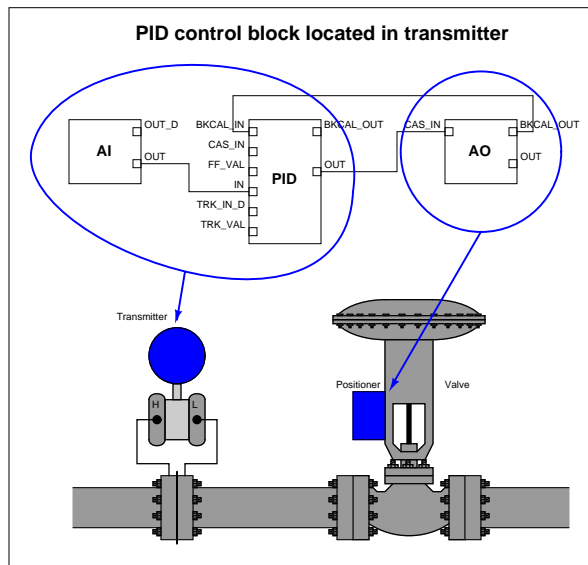 PID control block located in transmitter
AI
OUT_D
OUT
BKCAL_IN
CAS_IN
FF_VAL
IN
TRK_IN_D
TRK_VAL
PID
BKCAL_OUT
OUT
CAS_IN
AO
BKCAL_OUT
OUT
Transmitter
H
L
Positioner
Valve